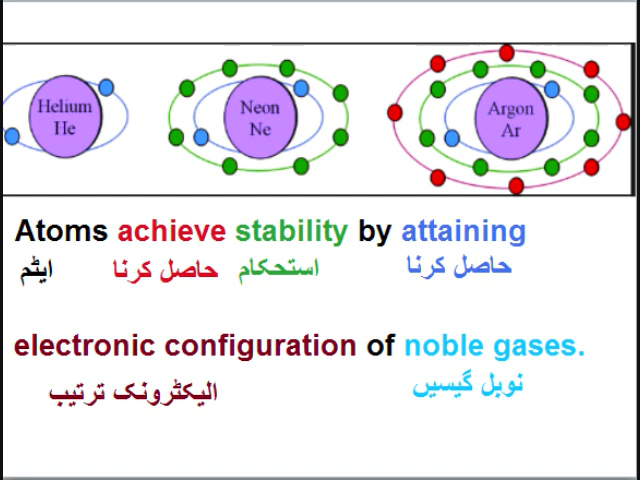 Helium Neon Argon
He Ne Ar
Atoms achieve stability by attaining
ایٹم حاصل کرنا استحکام حاصل کرنا
electronic configuration of noble gases.
الیکٹرونک ترتیب نوبل گیسیں